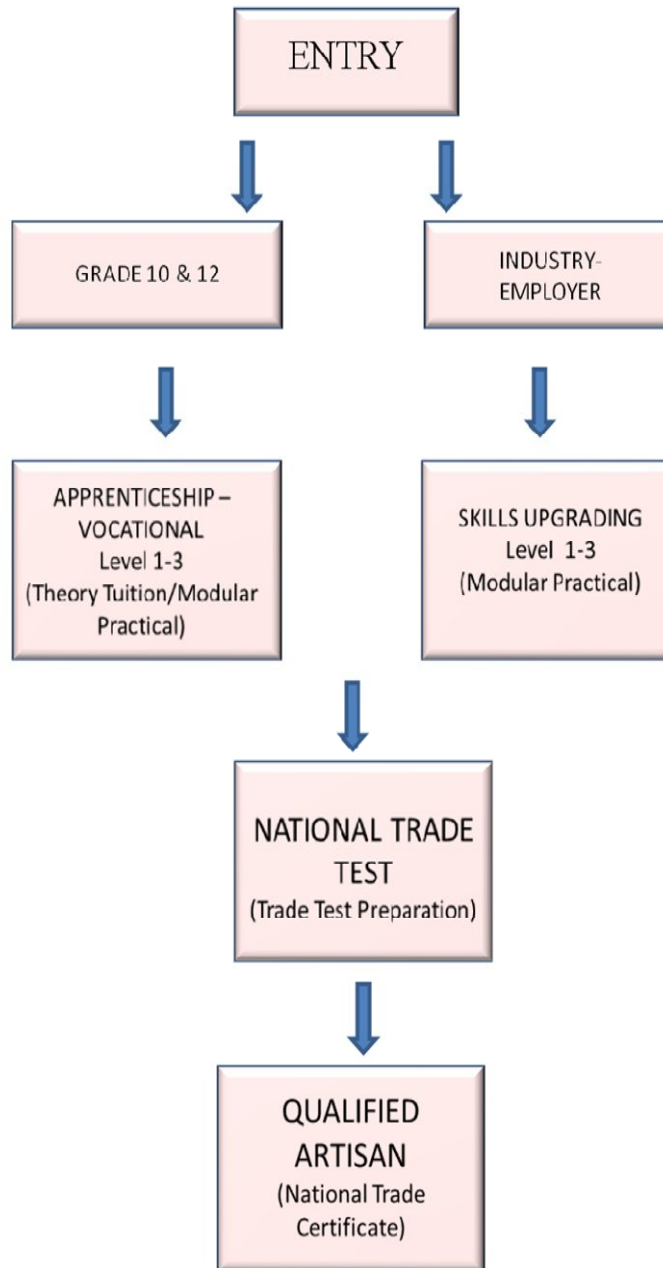 ENTRY
GRADE 10 & 12
INDUSTRY-
EMPLOYER
APPRENTICESHIP –
VOCATIONAL
Level 1-3
(Theory Tuition/Modular
Practical)
SKILLS UPGRADING
Level 1-3
(Modular Practical)
NATIONAL TRADE
TEST
(Trade Test Preparation)
QUALIFIED
ARTISAN
(National Trade
Certificate)